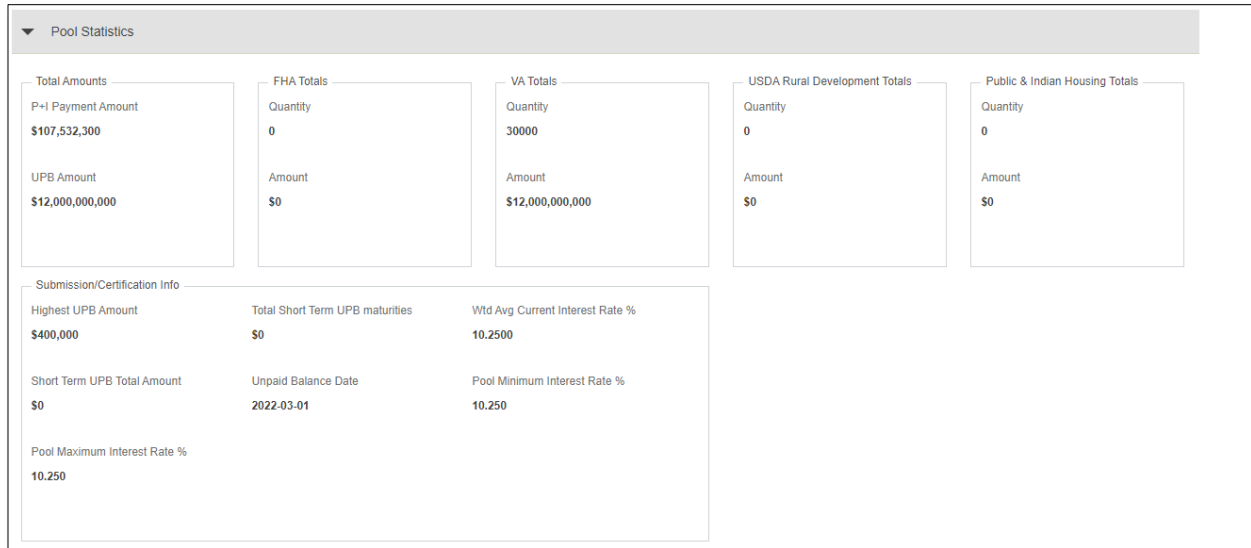 Pool Statistics
Total Amounts
P+I Payment Amount
$107,532,300
UPB Amount
$12,000,000,000
FHA Totals
Quantity
0
Amount
$0
VA Totals
Quantity
30000
Amount
$12,000,000,000
USDA Rural Development Totals
Quantity
0
Amount
$0
Public & Indian Housing Totals
Quantity
0
Amount
$0
Submission/Certification Info
Highest UPB Amount
$400,000
Total Short Term UPB maturities
$0
Wtd Avg Current Interest Rate %
10.2500
Short Term UPB Total Amount
$0
Unpaid Balance Date
2022-03-01
Pool Minimum Interest Rate %
10.250
Pool Maximum Interest Rate %
10.250